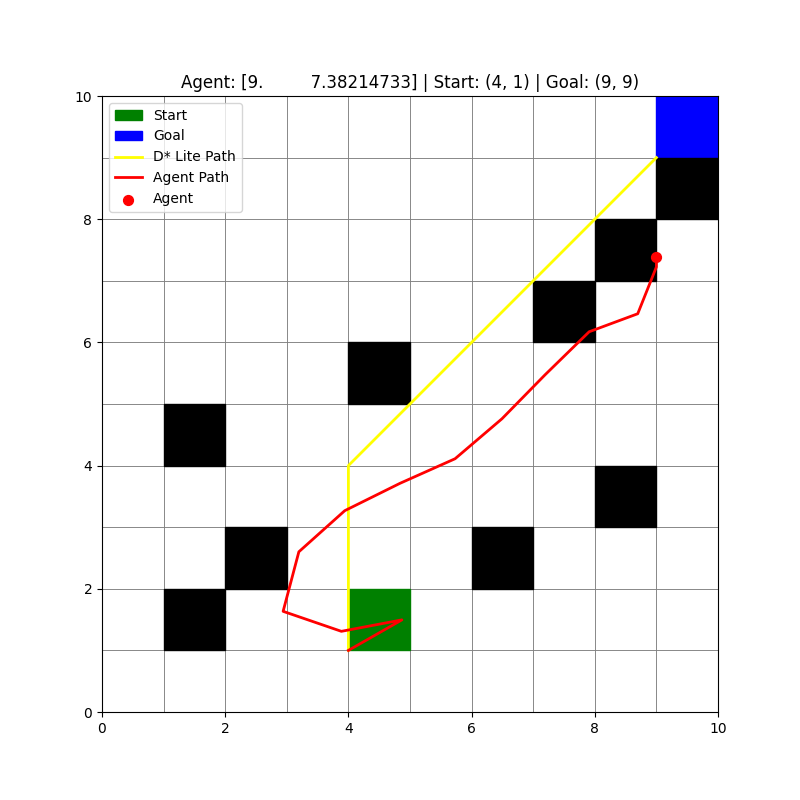 Agent: [9.         7.38214733] | Start: (4, 1) | Goal: (9, 9)
Start
Goal
D* Lite Path
Agent Path
Agent
10
8
6
4
2
0
0 2 4 6 8 10